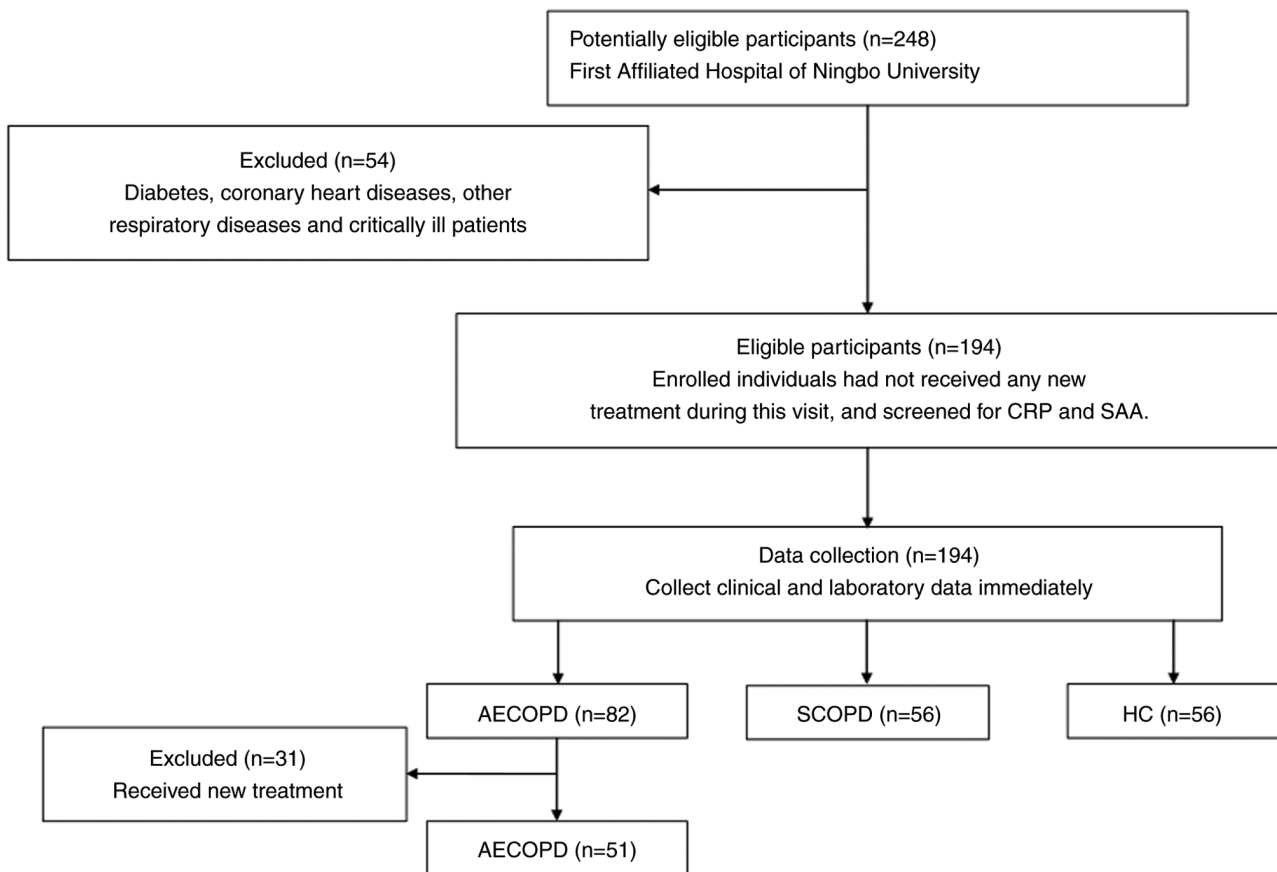 Potentially eligible participants (n=248)
First Affiliated Hospital of Ningbo University
Excluded (n=54)
Diabetes, coronary heart diseases, other
respiratory diseases and critically ill patients
Eligible participants (n=194)
Enrolled individuals had not received any new
treatment during this visit, and screened for CRP and SAA.
Data collection (n=194)
Collect clinical and laboratory data immediately
AECOPD (n=82)
SCOPD (n=56)
HC (n=56)
Excluded (n=31)
Received new treatment
AECOPD (n=51)